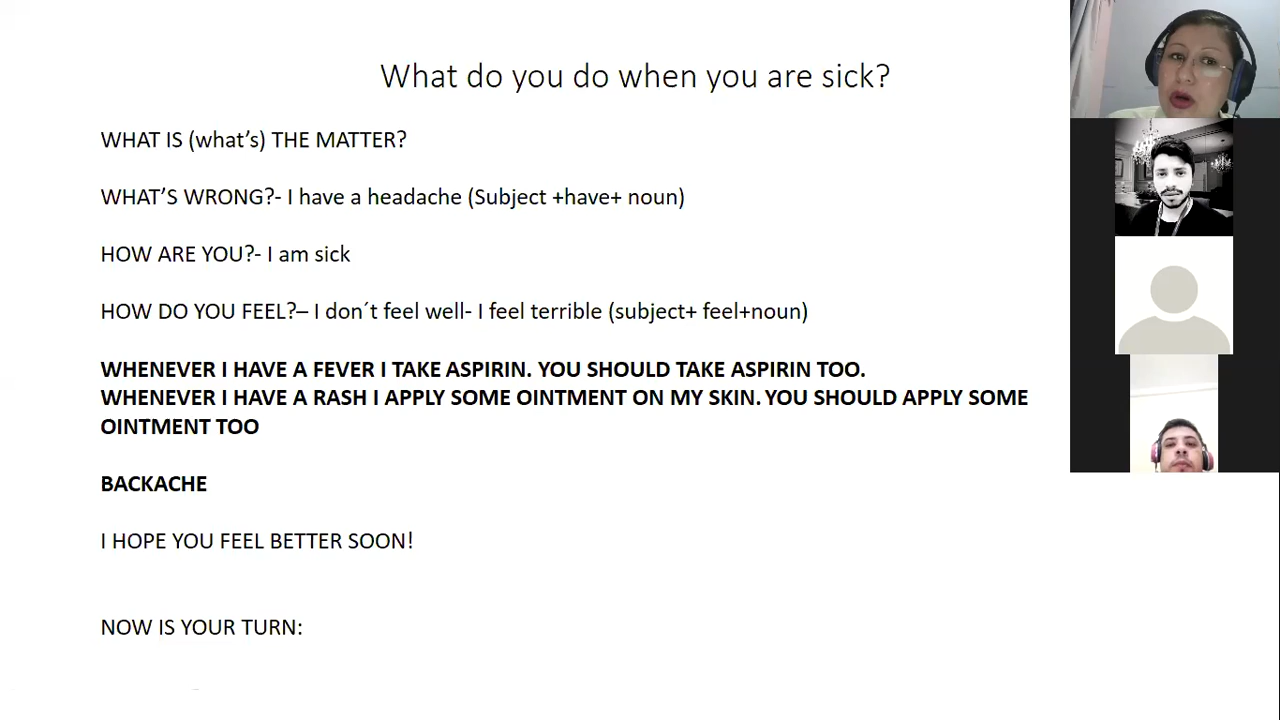 What do you do when you are sick?
WHAT IS (what’s) THE MATTER?
WHAT’S WRONG?- I have a headache (Subject +have+ noun)
HOW ARE YOU?- I am sick
HOW DO YOU FEEL?– I don´t feel well- I feel terrible (subject+ feel+noun)
WHENEVER I HAVE A FEVER I TAKE ASPIRIN. YOU SHOULD TAKE ASPIRIN TOO.
WHENEVER I HAVE A RASH I APPLY SOME OINTMENT ON MY SKIN. YOU SHOULD APPLY SOME
OINTMENT TOO
BACKACHE
I HOPE YOU FEEL BETTER SOON!
NOW IS YOUR TURN: